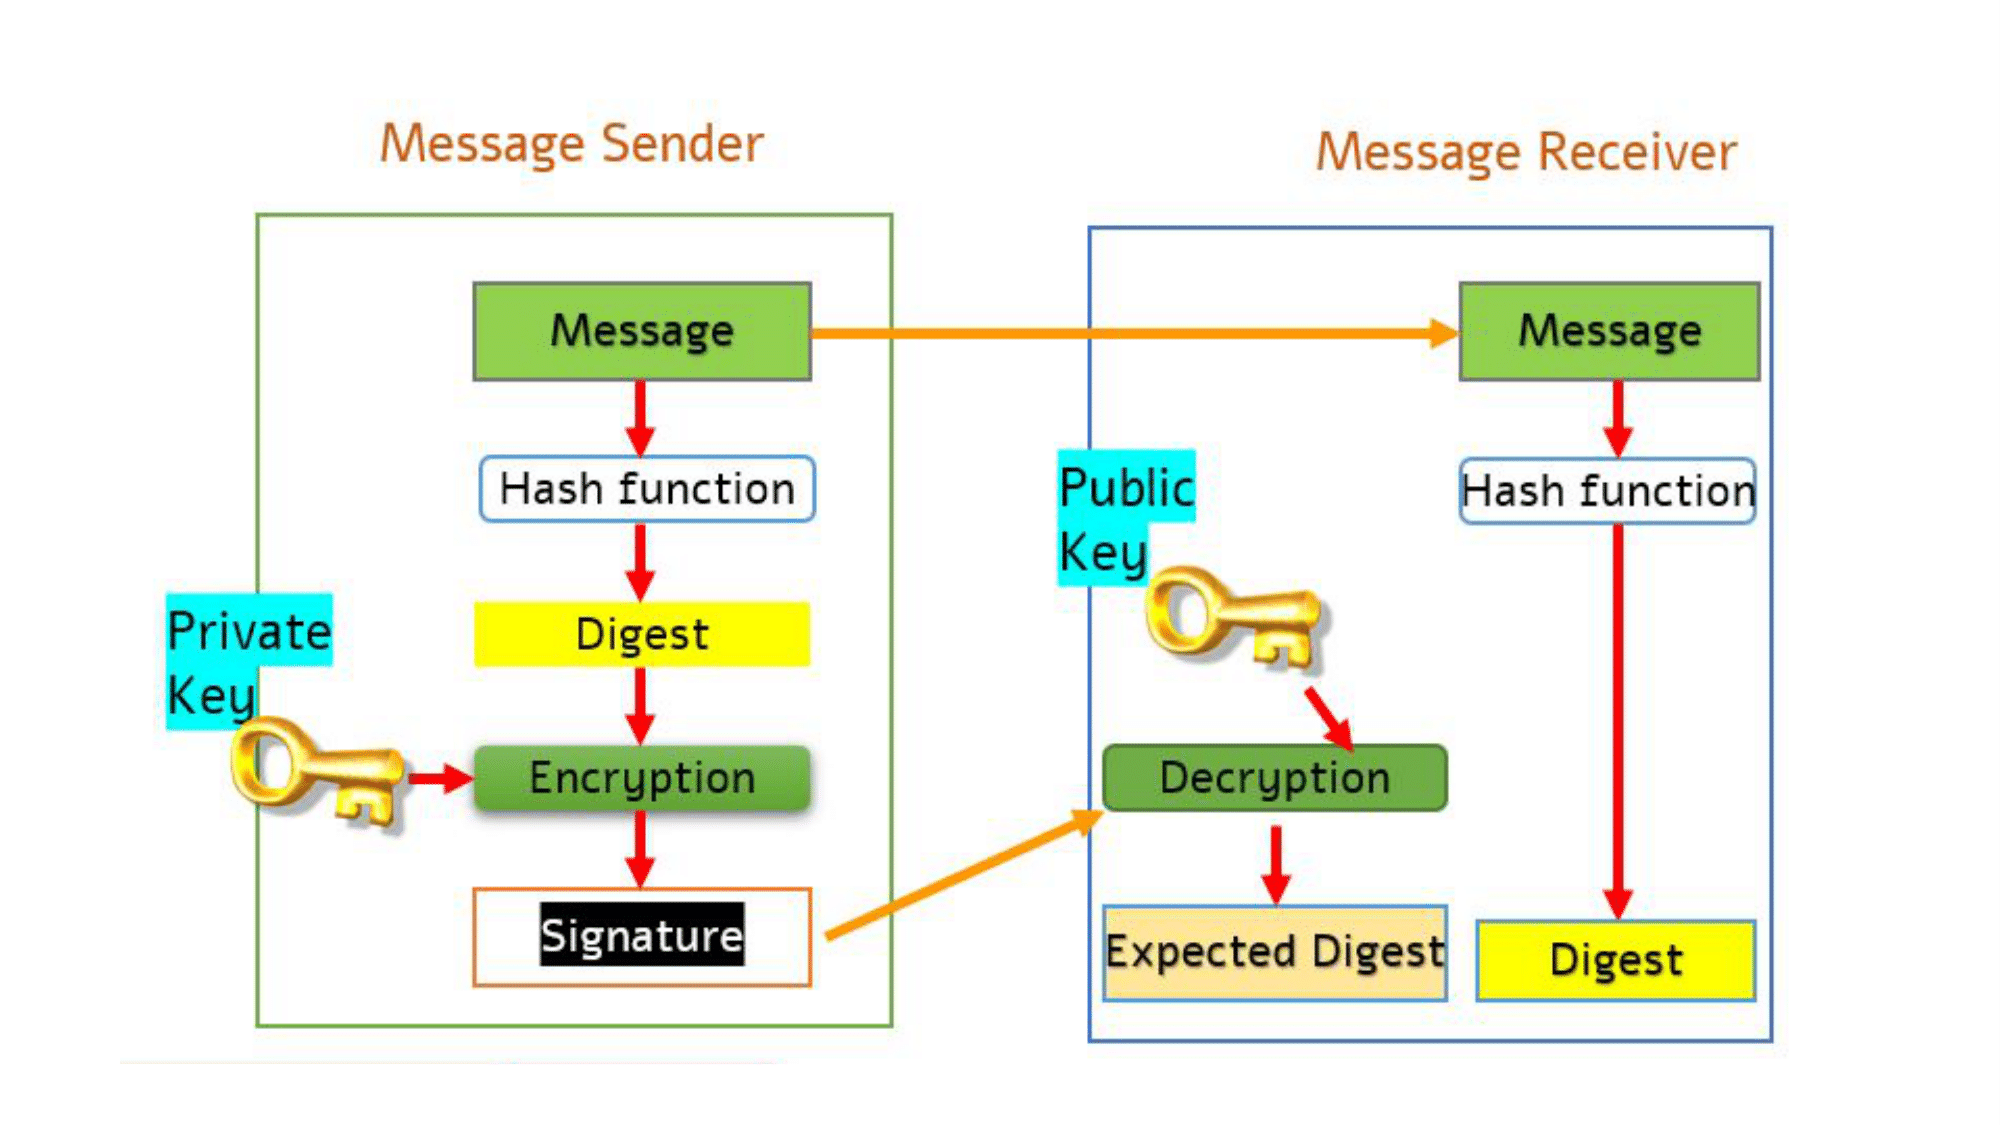 Message Sender
Message
Hash function
Digest
Private
Key
Encryption
Signature
Message Receiver
Message
Public
Key
Hash function
Decryption
Expected Digest
Digest